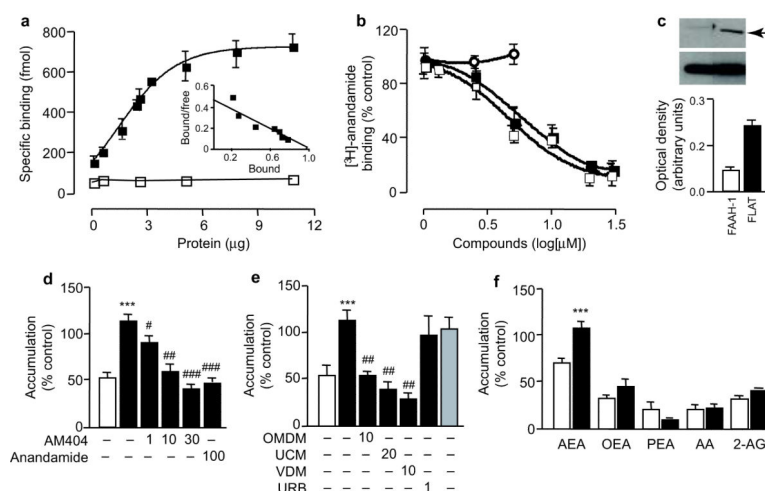 a
Specific binding (fmol)
800
600
400
200
0
0
3
6
9
12
Protein (μg)
Bound/free
0.6
0.4
0.2
0
0.2
0.6
1.0
Bound
b
[³H]-anandamide
binding (% control)
120
80
40
0
0
0.5
1.0
1.5
Compounds (log[μM])
c
Optical density
(arbitrary units)
0.3
0.2
0.1
0
FAAH-1
FLAT
d
Accumulation
(% control)
150
100
50
0
*** # ## ### ###
AM404 – – 1 10 30 –
Anandamide – – – – – 100
e
Accumulation
(% control)
150
100
50
0
*** ## ## ##
OMDM – – 10 – – – –
UCM – – – 20 – – –
VDM – – – – 10 – –
URB – – – – – 1 –
f
Accumulation
(% control)
150
100
50
0
***
AEA OEA PEA AA 2-AG